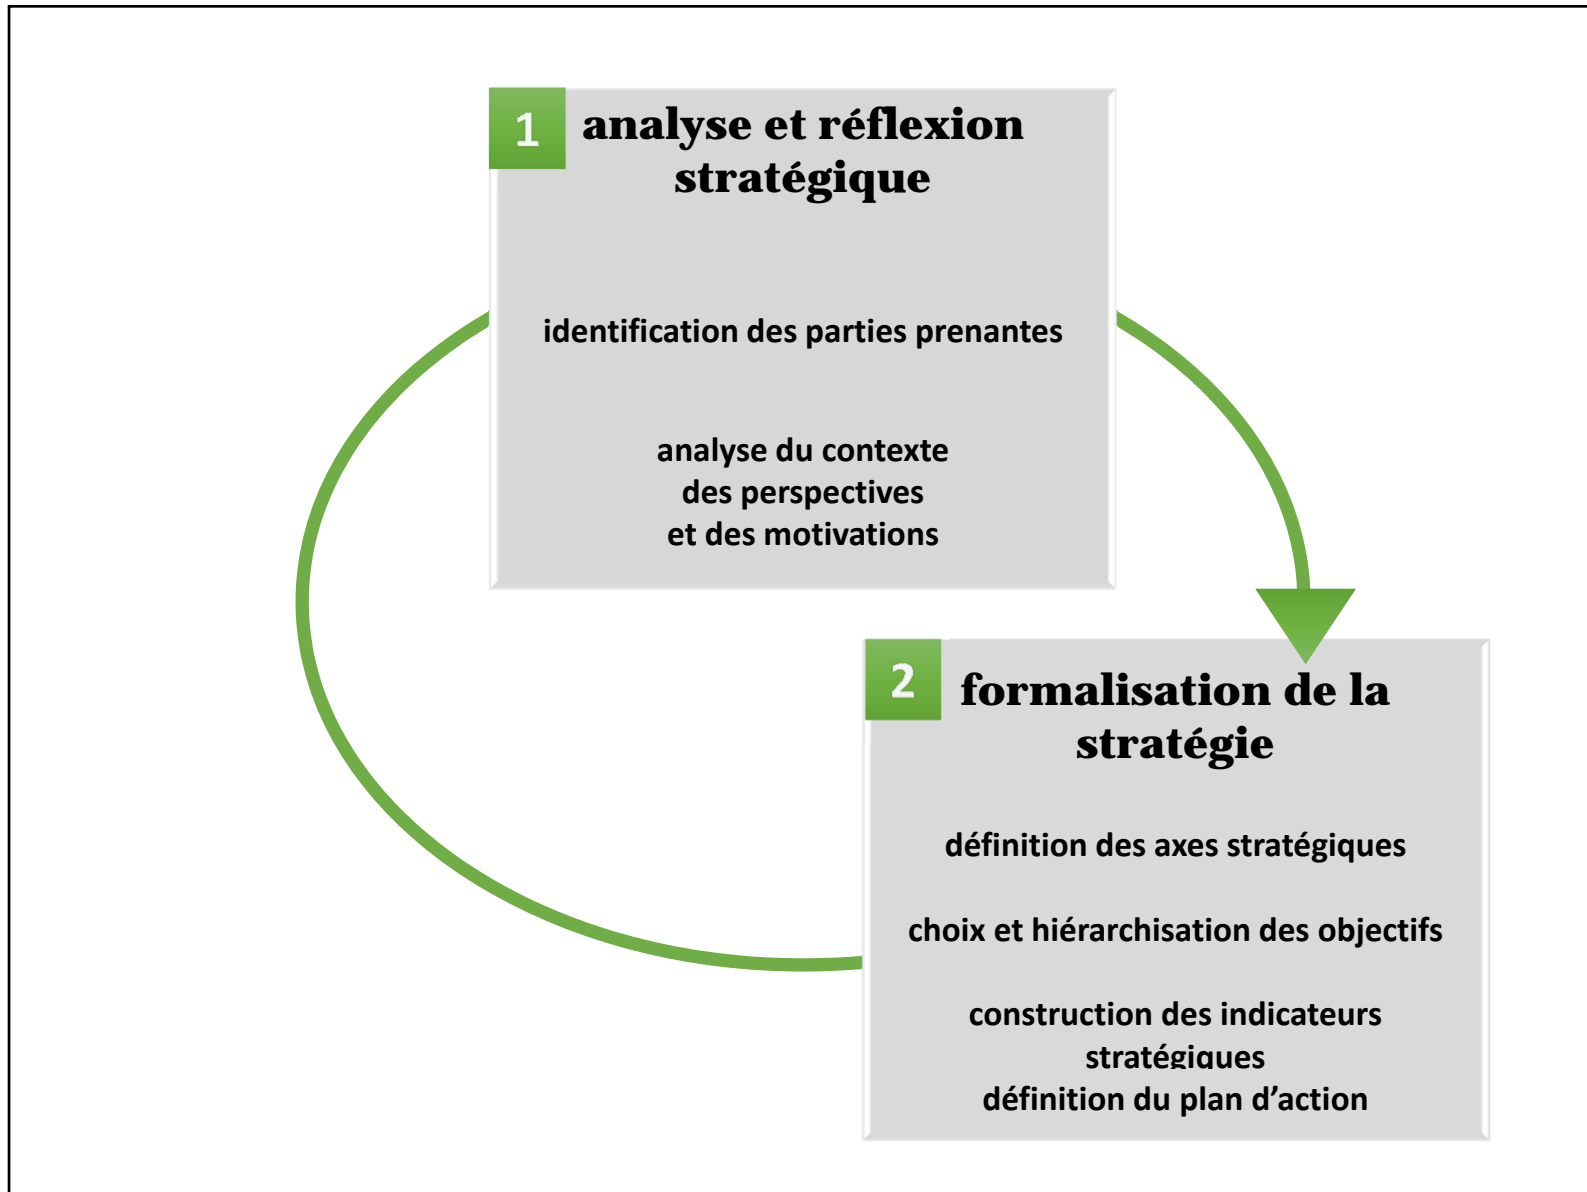 1
analyse et réflexion
stratégique
identification des parties prenantes
analyse du contexte
des perspectives
et des motivations
2
formalisation de la
stratégie
définition des axes stratégiques
choix et hiérarchisation des objectifs
construction des indicateurs
stratégiques
définition du plan d’action